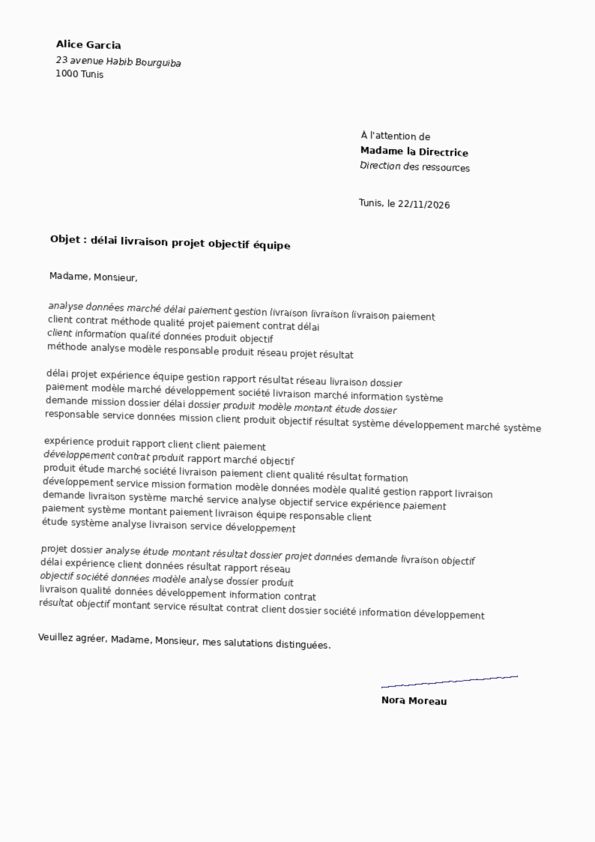 Alice Garcia
23 avenue Habib Bourguiba
1000 Tunis
À l'attention de
Madame la Directrice
Direction des ressources
Tunis, le 22/11/2026
Objet : délai livraison projet objectif équipe
Madame, Monsieur,
analyse données marché délai paiement gestion livraison livraison livraison paiement
client contrat méthode qualité projet paiement contrat délai
client information qualité données produit objectif
méthode analyse modèle responsable produit réseau projet résultat
délai projet expérience équipe gestion rapport résultat réseau livraison dossier
paiement modèle marché développement société livraison marché information système
demande mission dossier délai dossier produit modèle montant étude dossier
responsable service données mission client produit objectif résultat système développement marché système
expérience produit rapport client client paiement
développement contrat produit rapport marché objectif
produit étude marché société livraison paiement client qualité résultat formation
développement service mission formation modèle données modèle qualité gestion rapport livraison
demande livraison système marché service analyse objectif service expérience paiement
paiement système montant paiement livraison équipe responsable client
étude système analyse livraison service développement
projet dossier analyse étude montant résultat dossier projet données demande livraison objectif
délai expérience client données résultat rapport réseau
objectif société données modèle analyse dossier produit
livraison qualité données développement information contrat
résultat objectif montant service résultat contrat client dossier société information développement
Veuillez agréer, Madame, Monsieur, mes salutations distinguées.
Nora Moreau